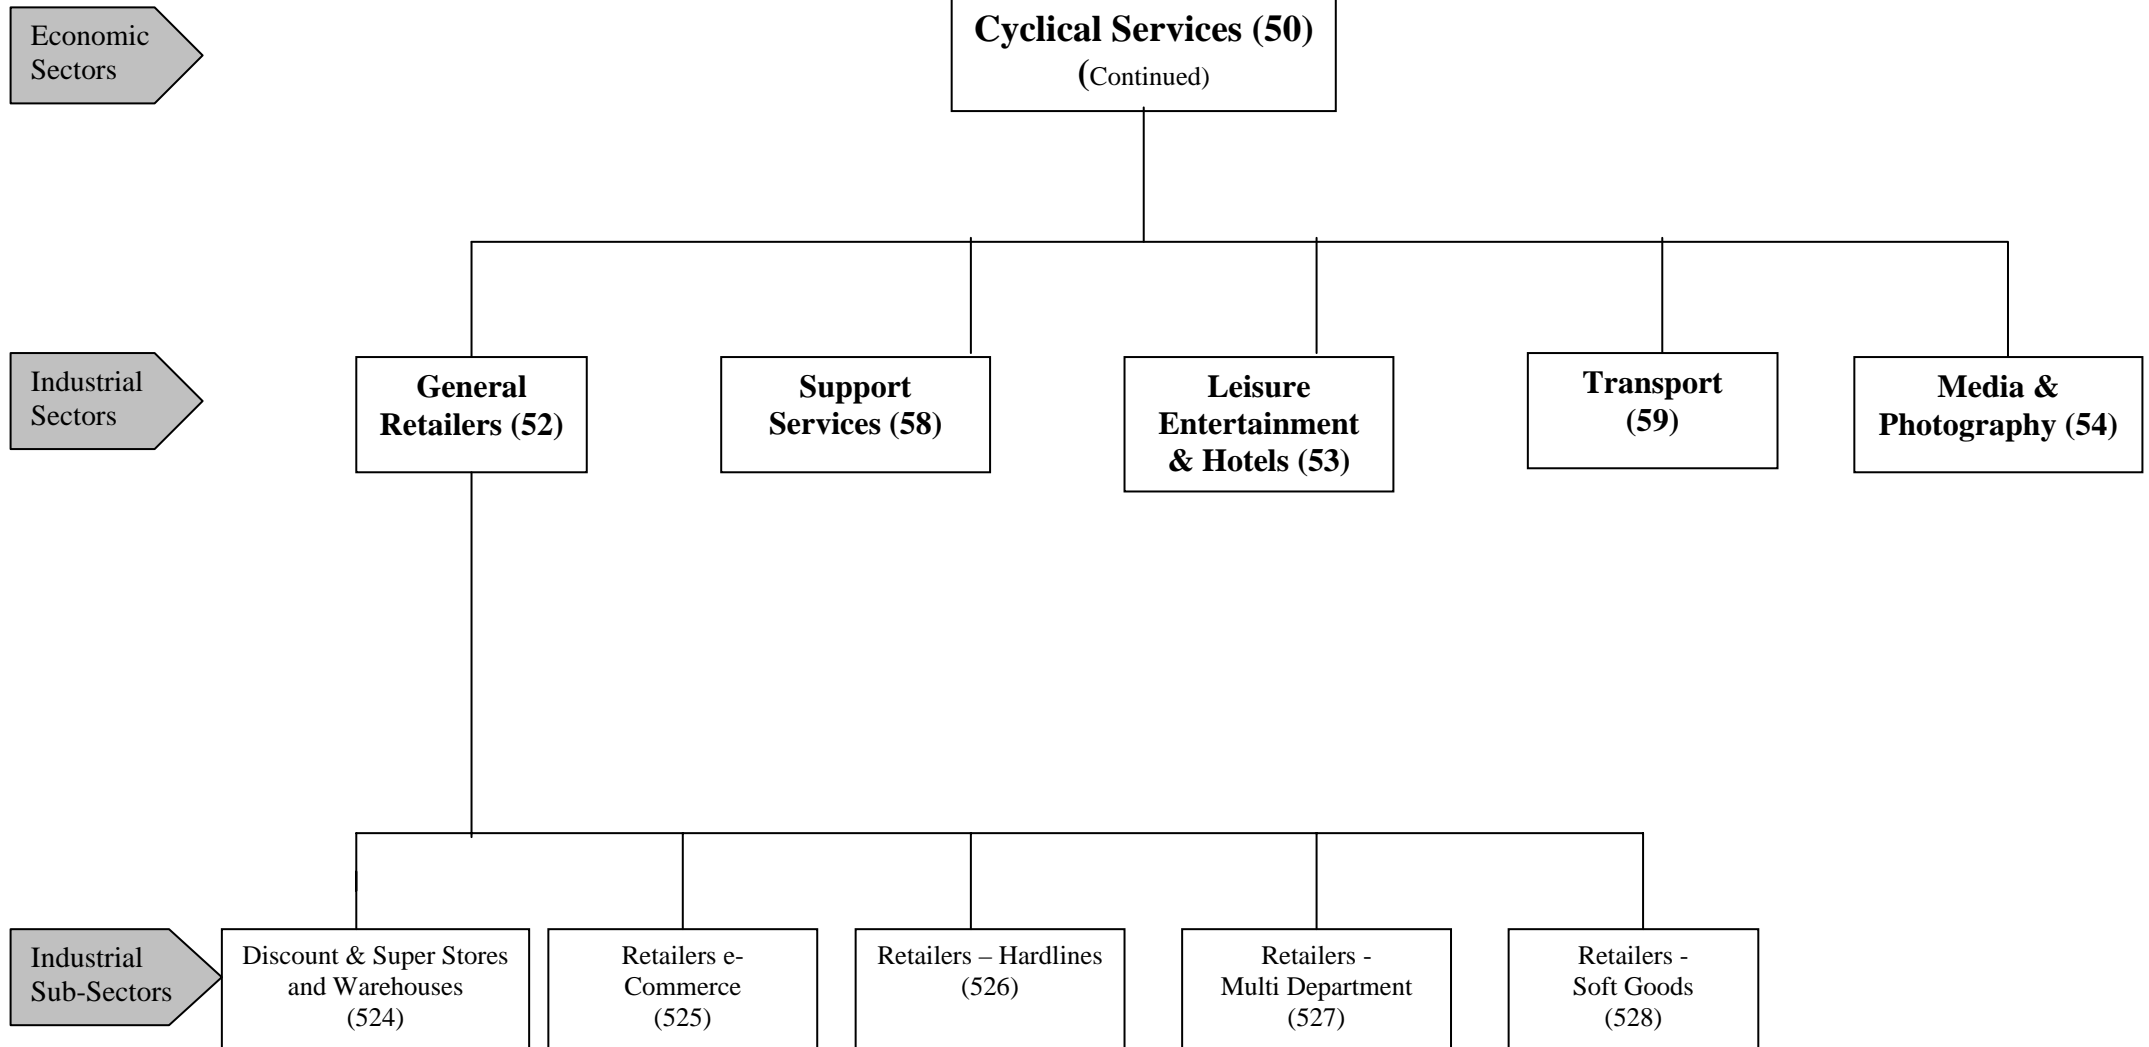 Economic
Sectors
Cyclical Services (50)
(Continued)
Industrial
Sectors
General
Retailers (52)
Support
Services (58)
Leisure
Entertainment
& Hotels (53)
Transport
(59)
Media &
Photography (54)
Industrial
Sub-Sectors
Discount & Super Stores
and Warehouses
(524)
Retailers e-
Commerce
(525)
Retailers – Hardlines
(526)
Retailers -
Multi Department
(527)
Retailers -
Soft Goods
(528)